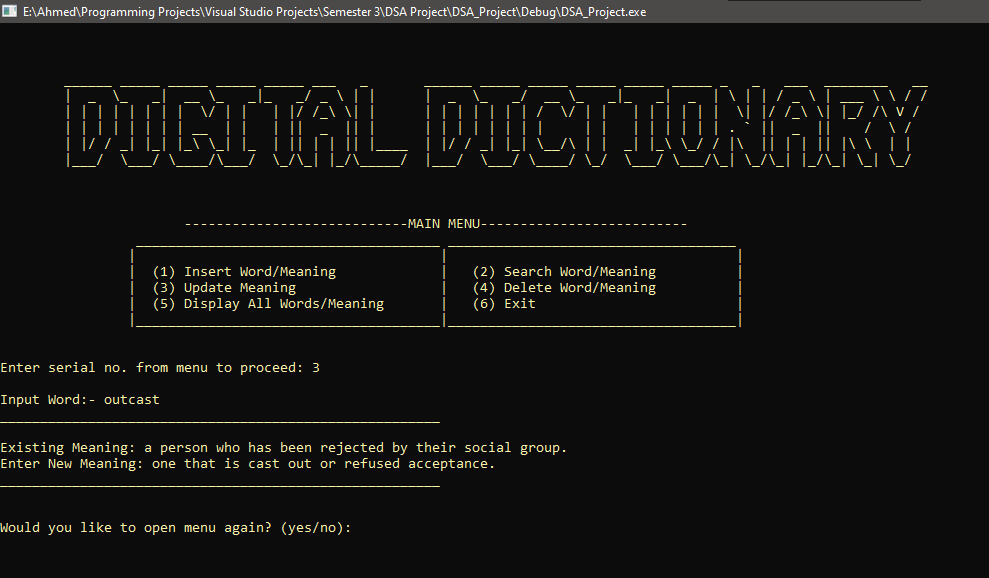 E:\Ahmed\Programming Projects\Visual Studio Projects\Semester 3\DSA Project\DSA_Project\Debug\DSA_Project.exe
DIGITAL DICTIONARY
----------------------------MAIN MENU--------------------------
(1) Insert Word/Meaning (2) Search Word/Meaning
(3) Update Meaning (4) Delete Word/Meaning
(5) Display All Words/Meaning (6) Exit
Enter serial no. from menu to proceed: 3
Input Word:- outcast
Existing Meaning: a person who has been rejected by their social group.
Enter New Meaning: one that is cast out or refused acceptance.
Would you like to open menu again? (yes/no):